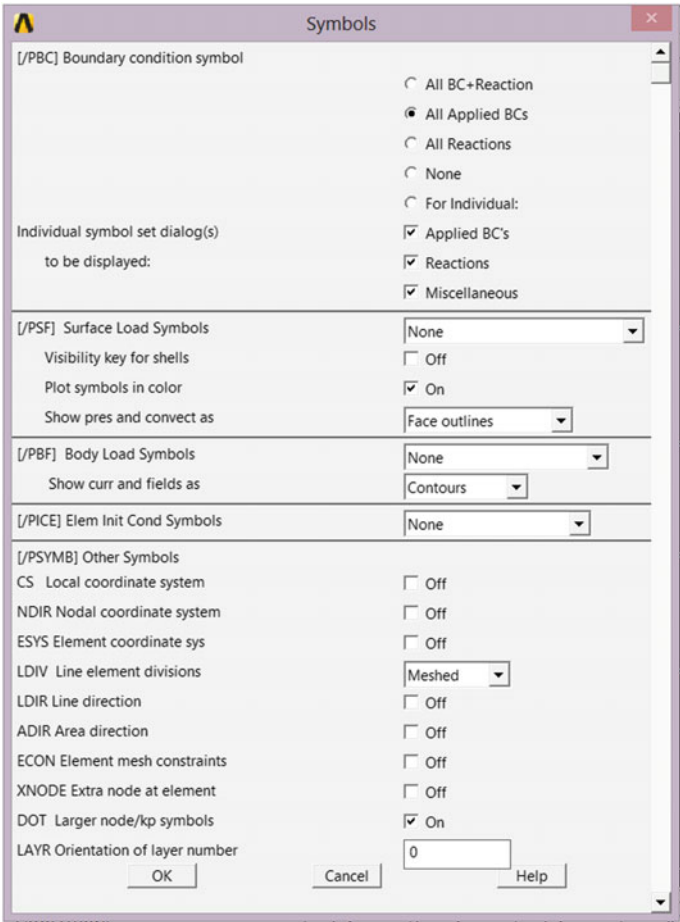 Symbols
[/PBC] Boundary condition symbol
All BC+Reaction
All Applied BCs
All Reactions
None
For Individual:
Individual symbol set dialog(s) Applied BC's
to be displayed: Reactions
Miscellaneous
[/PSF] Surface Load Symbols None
Visibility key for shells Off
Plot symbols in color On
Show pres and convect as Face outlines
[/PBF] Body Load Symbols None
Show curr and fields as Contours
[/PICE] Elem Init Cond Symbols None
[/PSYMB] Other Symbols
CS Local coordinate system Off
NDIR Nodal coordinate system Off
ESYS Element coordinate sys Off
LDIV Line element divisions Meshed
LDIR Line direction Off
ADIR Area direction Off
ECON Element mesh constraints Off
XNODE Extra node at element Off
DOT Larger node/kp symbols On
LAYR Orientation of layer number 0
OK Cancel Help